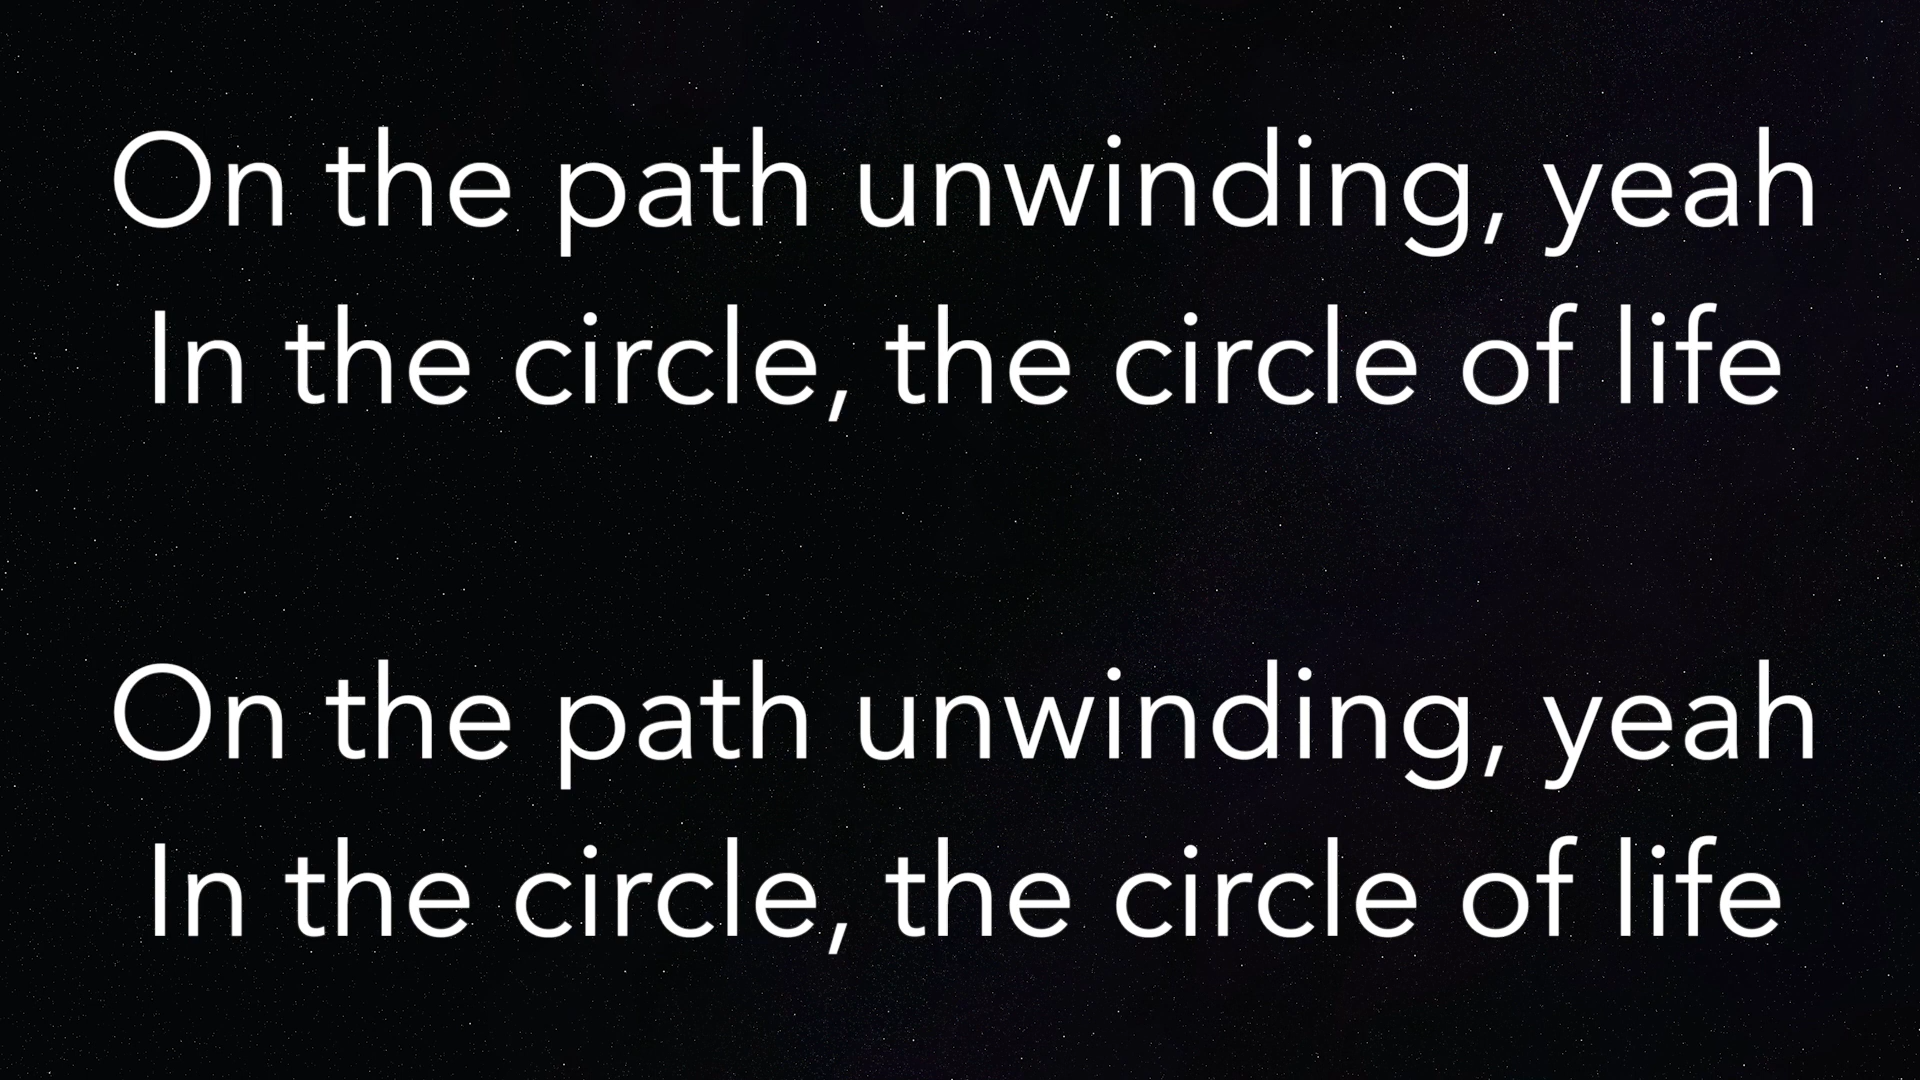 On the path unwinding, yeah
In the circle, the circle of life
On the path unwinding, yeah
In the circle, the circle of life